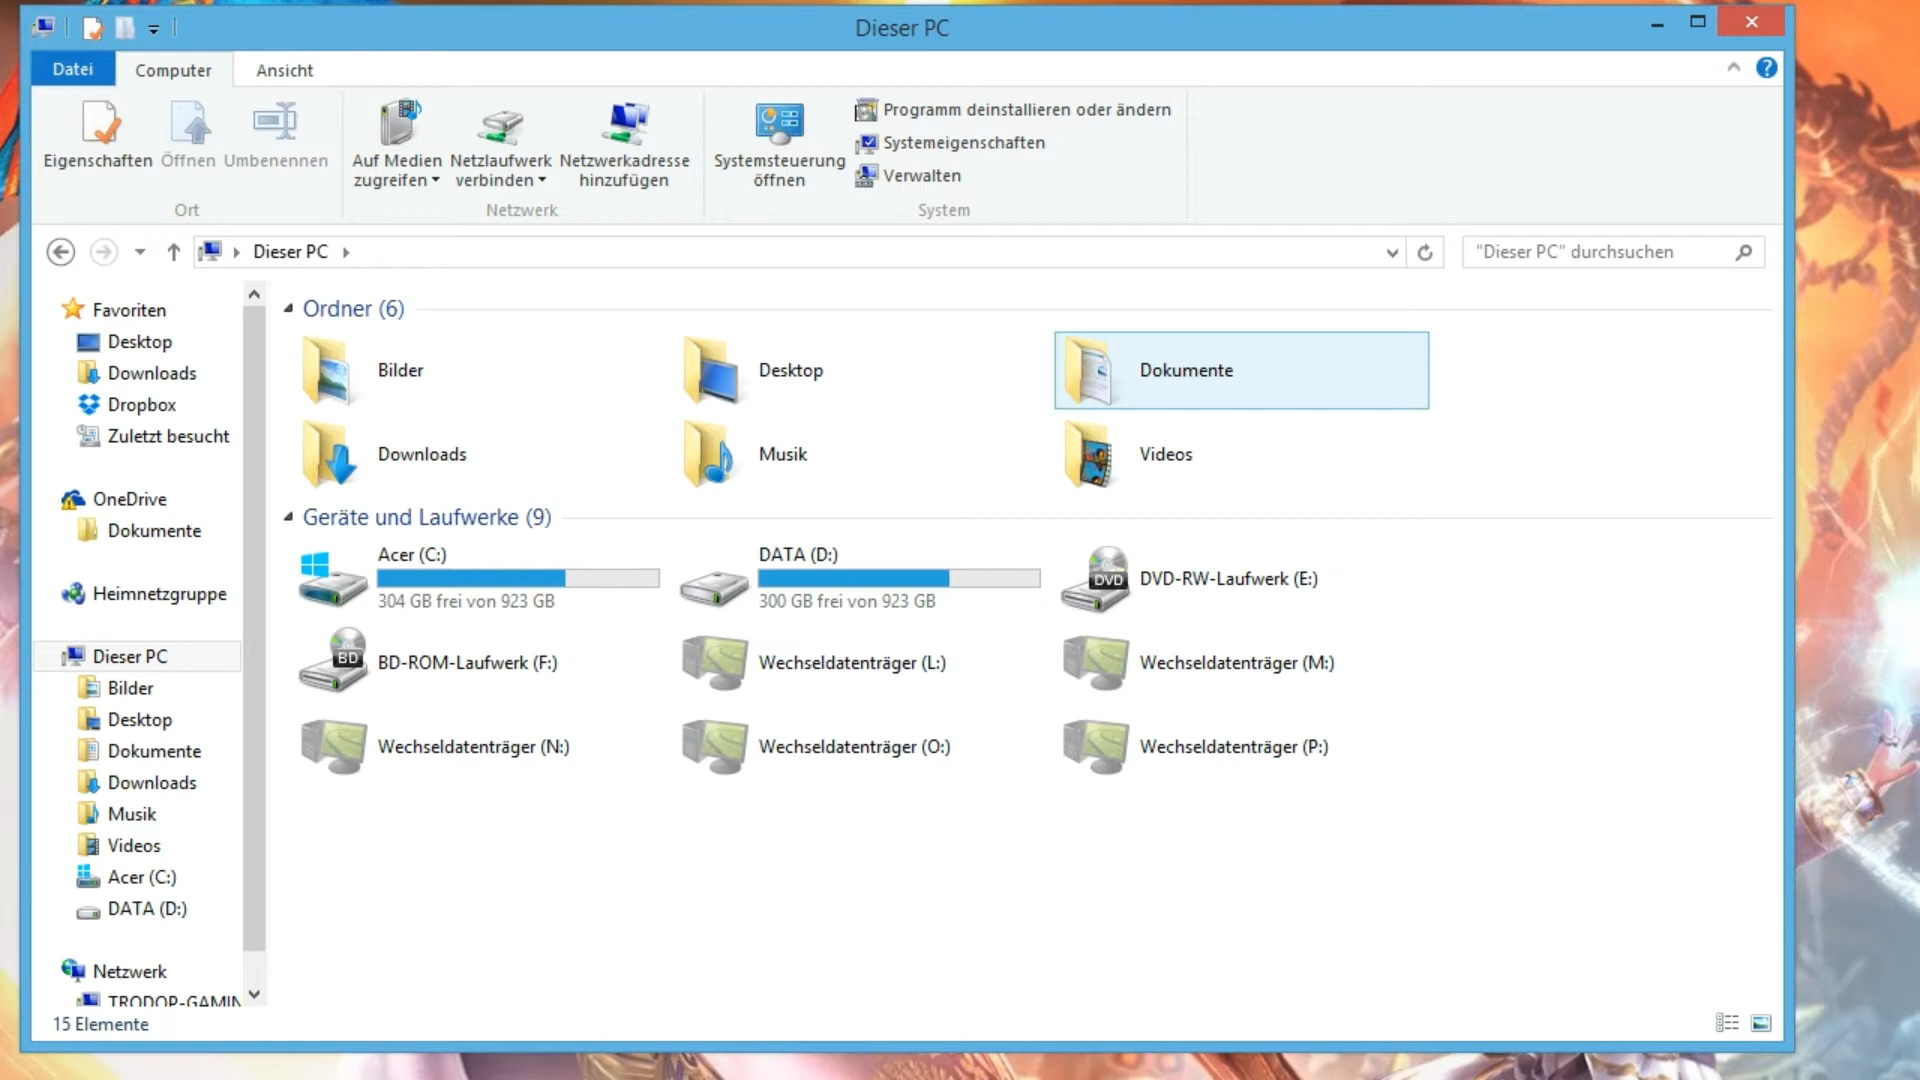 Dieser PC
Datei
Computer
Ansicht
Eigenschaften
Öffnen
Umbenennen
Ort
Auf Medien
zugreifen
Netzlaufwerk
verbinden
Netzwerkadresse
hinzufügen
Netzwerk
Systemsteuerung
öffnen
Programm deinstallieren oder ändern
Systemeigenschaften
Verwalten
System
Dieser PC
"Dieser PC" durchsuchen
Favoriten
Desktop
Downloads
Dropbox
Zuletzt besucht
OneDrive
Dokumente
Heimnetzgruppe
Dieser PC
Bilder
Desktop
Dokumente
Downloads
Musik
Videos
Acer (C:)
DATA (D:)
Netzwerk
TRODOP-GAMIN
Ordner (6)
Bilder
Desktop
Dokumente
Downloads
Musik
Videos
Geräte und Laufwerke (9)
Acer (C:)
304 GB frei von 923 GB
DATA (D:)
300 GB frei von 923 GB
DVD
DVD-RW-Laufwerk (E:)
BD
BD-ROM-Laufwerk (F:)
Wechseldatenträger (L:)
Wechseldatenträger (M:)
Wechseldatenträger (N:)
Wechseldatenträger (O:)
Wechseldatenträger (P:)
15 Elemente